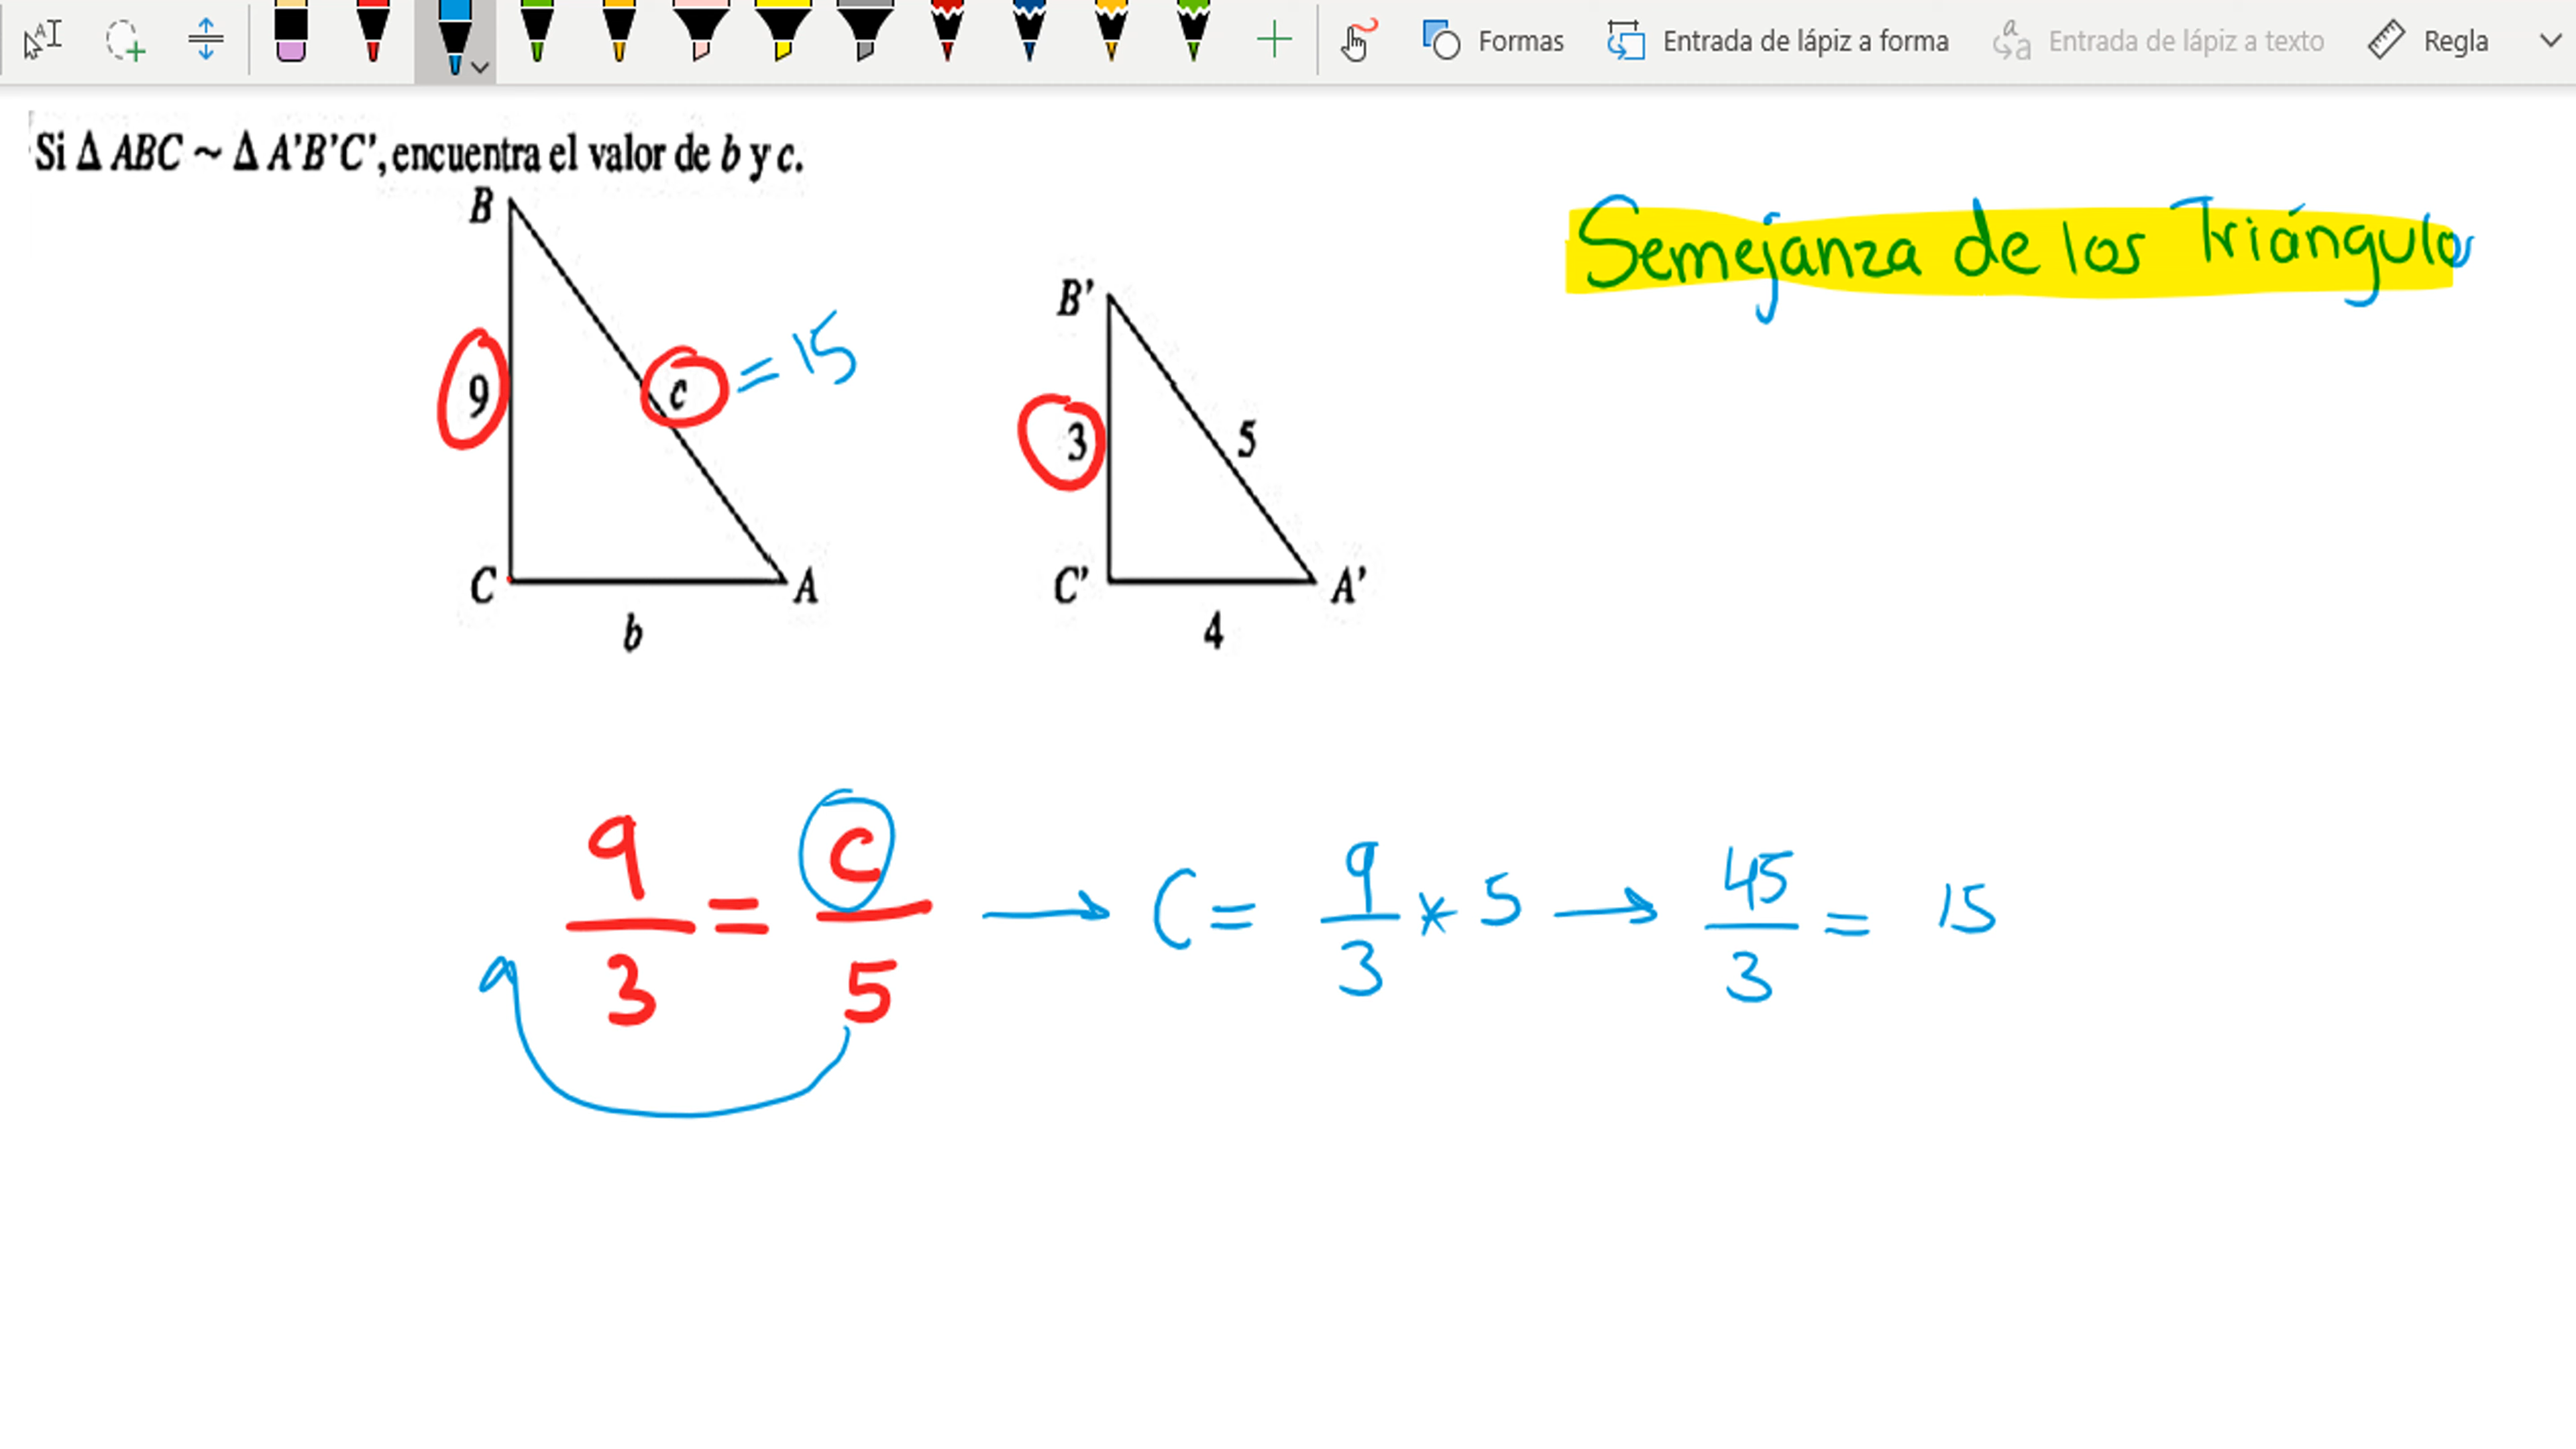 Formas Entrada de lápiz a forma Entrada de lápiz a texto Regla
Si Δ ABC ~ Δ A'B'C', encuentra el valor de b y c.
Semejanza de los Triángulos
B
B'
9
c = 15
3
5
C
A
C'
A'
b
4
9/3 = c/5 → C = 9/3 * 5 → 45/3 = 15